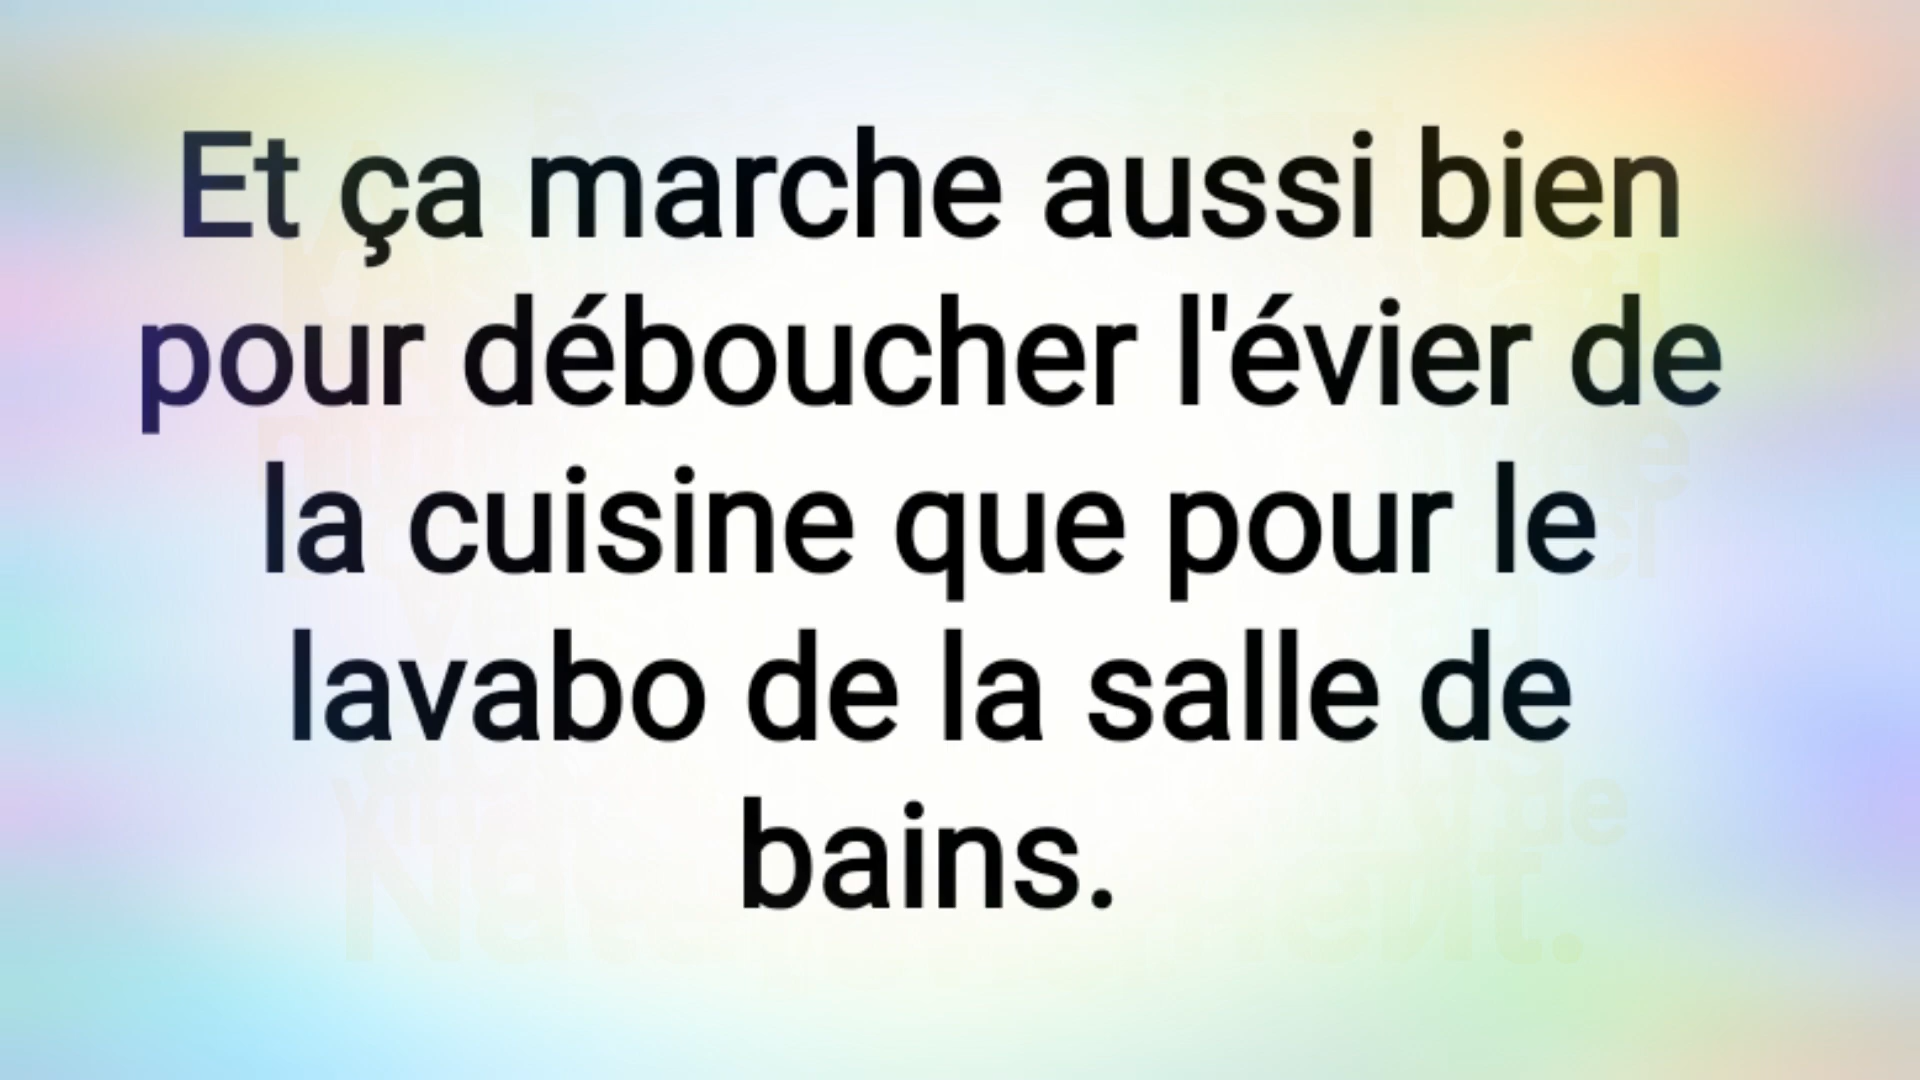 Et ça marche aussi bien
pour déboucher l'évier de
la cuisine que pour le
lavabo de la salle de
bains.